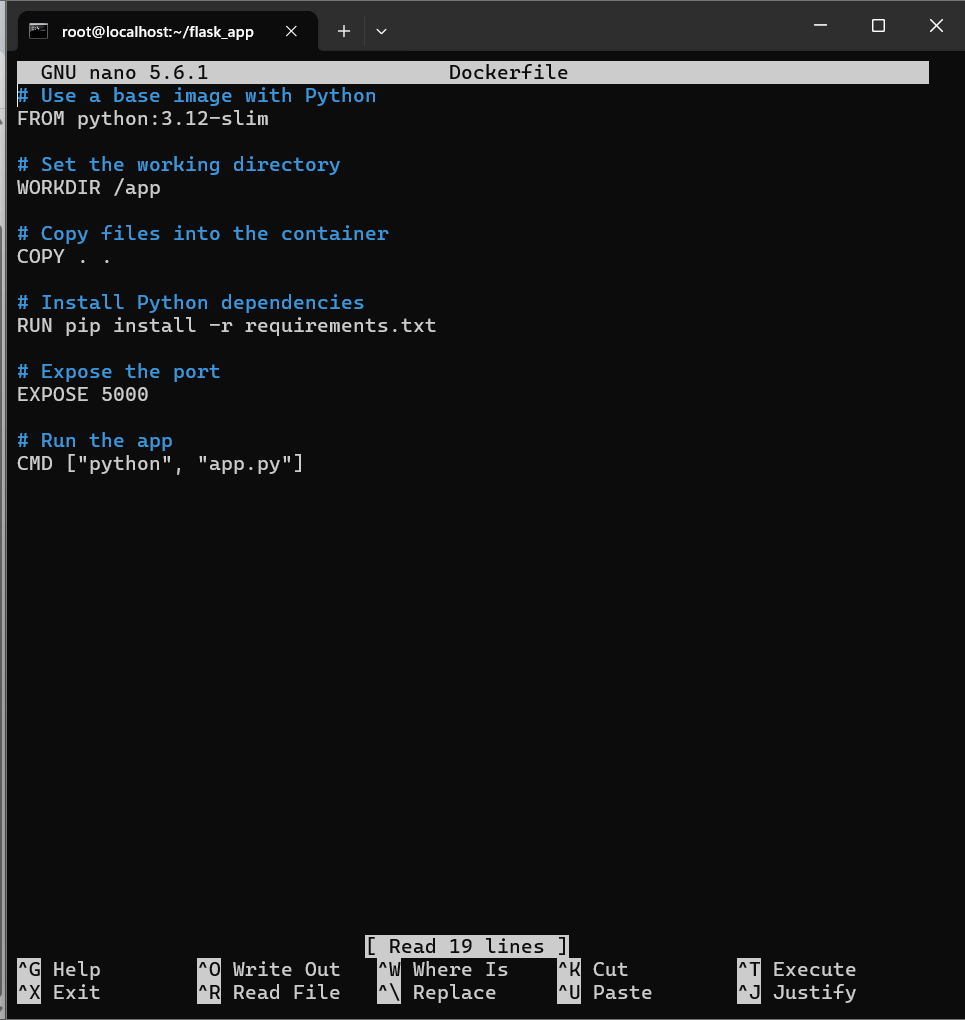 root@localhost:~/flask_app
GNU nano 5.6.1 Dockerfile
# Use a base image with Python
FROM python:3.12-slim

# Set the working directory
WORKDIR /app

# Copy files into the container
COPY . .

# Install Python dependencies
RUN pip install -r requirements.txt

# Expose the port
EXPOSE 5000

# Run the app
CMD ["python", "app.py"]

[ Read 19 lines ]
^G Help ^O Write Out ^W Where Is ^K Cut ^T Execute
^X Exit ^R Read File ^\ Replace ^U Paste ^J Justify